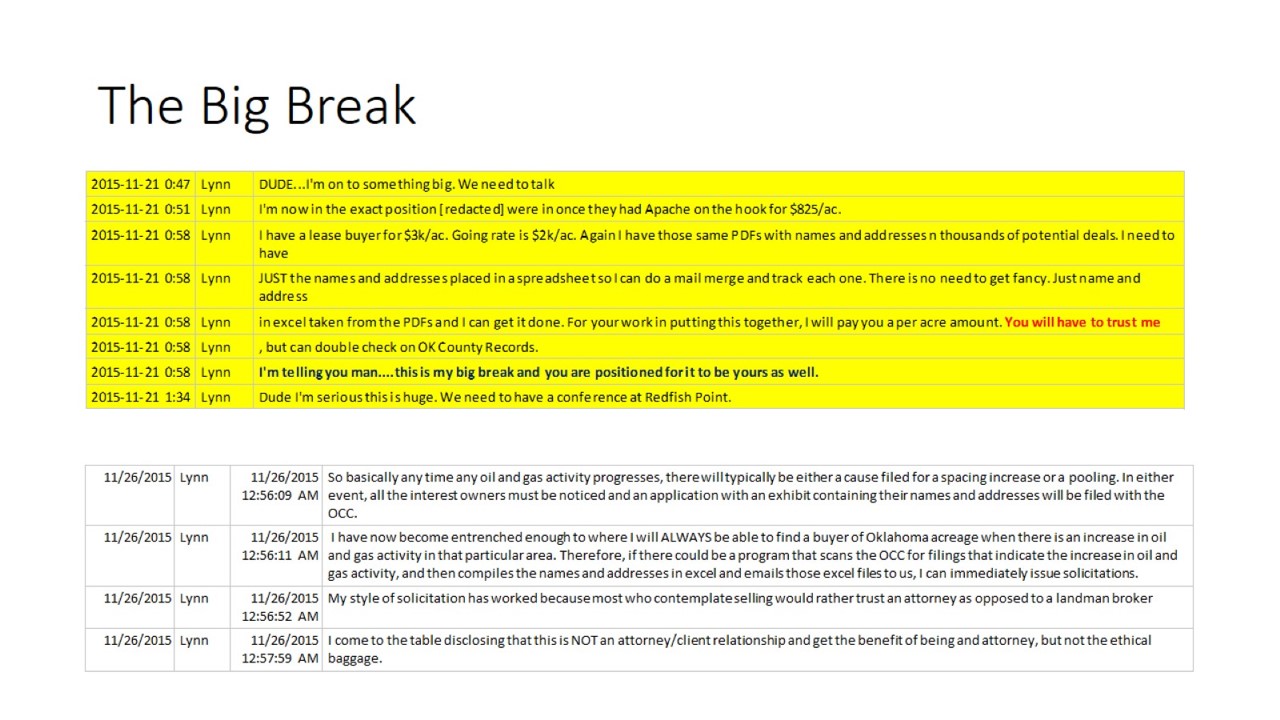 The Big Break
2015-11-21 0:47 Lynn DUDE...I'm on to something big. We need to talk
2015-11-21 0:51 Lynn I'm now in the exact position [redacted] were in once they had Apache on the hook for $825/ac.
2015-11-21 0:58 Lynn I have a lease buyer for $3k/ac. Going rate is $2k/ac. Again I have those same PDFs with names and addresses n thousands of potential deals. I need to
have
2015-11-21 0:58 Lynn JUST the names and addresses placed in a spreadsheet so I can do a mail merge and track each one. There is no need to get fancy. Just name and
address
2015-11-21 0:58 Lynn in excel taken from the PDFs and I can get it done. For your work in putting this together, I will pay you a per acre amount. You will have to trust me
2015-11-21 0:58 Lynn , but can double check on OK County Records.
2015-11-21 0:58 Lynn I'm telling you man....this is my big break and you are positioned for it to be yours as well.
2015-11-21 1:34 Lynn Dude I'm serious this is huge. We need to have a conference at Redfish Point.
11/26/2015 Lynn 11/26/2015 So basically any time any oil and gas activity progresses, there will typically be either a cause filed for a spacing increase or a pooling. In either
12:56:09 AM event, all the interest owners must be noticed and an application with an exhibit containing their names and addresses will be filed with the
OCC.
11/26/2015 Lynn 11/26/2015 I have now become entrenched enough to where I will ALWAYS be able to find a buyer of Oklahoma acreage when there is an increase in oil
12:56:11 AM and gas activity in that particular area. Therefore, if there could be a program that scans the OCC for filings that indicate the increase in oil and
gas activity, and then compiles the names and addresses in excel and emails those excel files to us, I can immediately issue solicitations.
11/26/2015 Lynn 11/26/2015 My style of solicitation has worked because most who contemplate selling would rather trust an attorney as opposed to a landman broker
12:56:52 AM
11/26/2015 Lynn 11/26/2015 I come to the table disclosing that this is NOT an attorney/client relationship and get the benefit of being and attorney, but not the ethical
12:57:59 AM baggage.